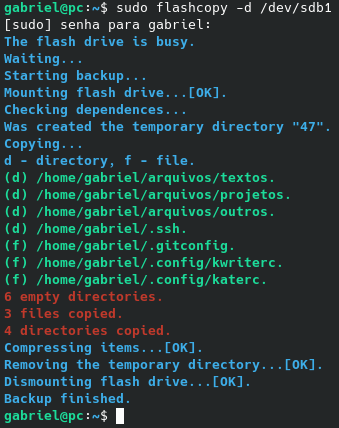 gabriel@pc:~$ sudo flashcopy -d /dev/sdb1
[sudo] senha para gabriel:
The flash drive is busy.
Waiting...
Starting backup...
Mounting flash drive...[OK].
Checking dependences...
Was created the temporary directory "47".
Copying...
d - directory, f - file.
(d) /home/gabriel/arquivos/textos.
(d) /home/gabriel/arquivos/projetos.
(d) /home/gabriel/arquivos/outros.
(d) /home/gabriel/.ssh.
(f) /home/gabriel/.gitconfig.
(f) /home/gabriel/.config/kwriterc.
(f) /home/gabriel/.config/katerc.
6 empty directories.
3 files copied.
4 directories copied.
Compressing items...[OK].
Removing the temporary directory...[OK].
Dismounting flash drive...[OK].
Backup finished.
gabriel@pc:~$